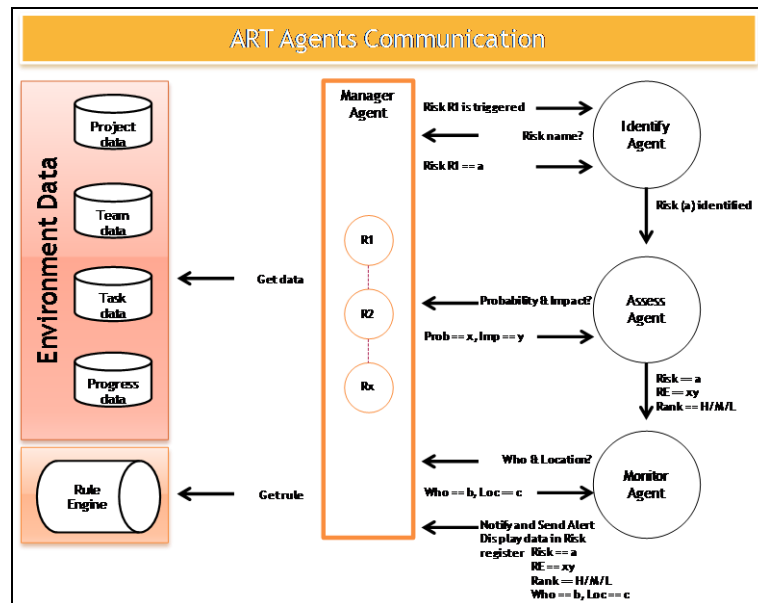 ART Agents Communication
Environment Data
Project
data
Team
data
Task
data
Progress
data
Rule
Engine
Get data
Get rule
Manager
Agent
R1
R2
Rx
Risk R1 is triggered
Risk name?
Risk R1 == a
Identify
Agent
Risk (a) identified
Probability & Impact?
Prob == x, Imp == y
Assess
Agent
Risk == a
RE == xy
Rank == H/M/L
Who & Location?
Who == b, Loc == c
Monitor
Agent
Notify and Send Alert
Display data in Risk
register
Risk == a
RE == xy
Rank == H/M/L
Who == b, Loc == c